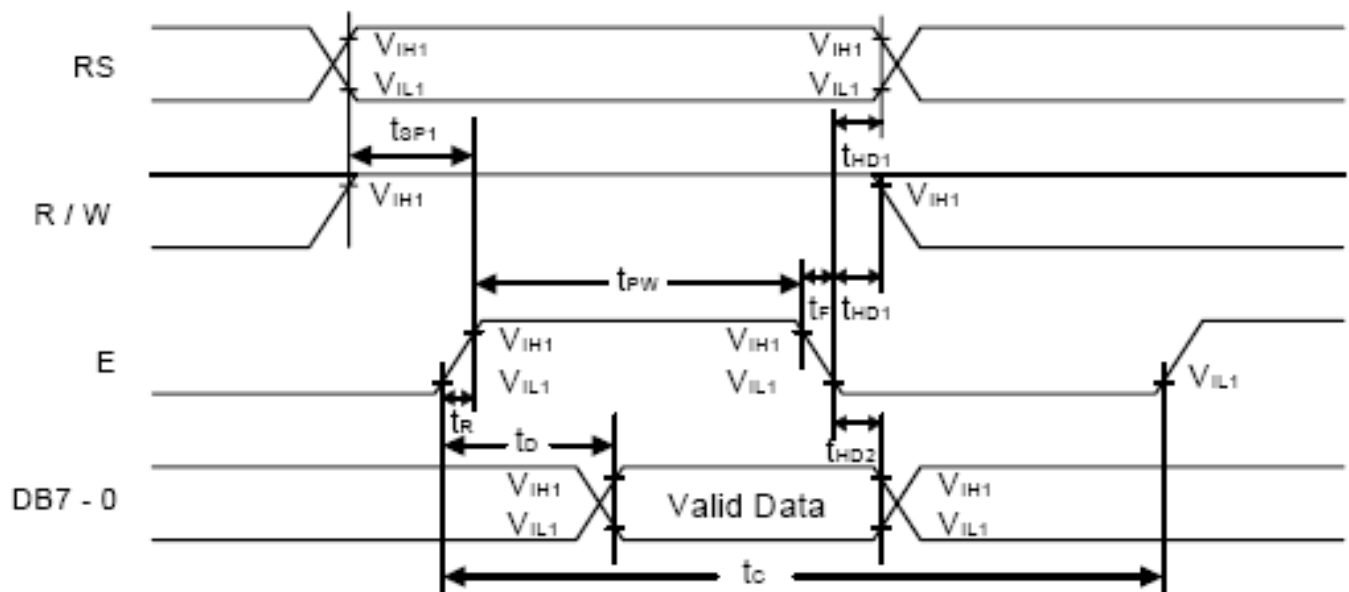 RS
VIH1
VIH1
VIL1
VIL1
tSP1
tHD1
R / W
VIH1
VIH1
tPW
tF
tHD1
E
VIH1
VIH1
VIL1
VIL1
VIL1
tR
tD
tHD2
DB7 - 0
VIH1
Valid Data
VIH1
VIL1
VIL1
tC